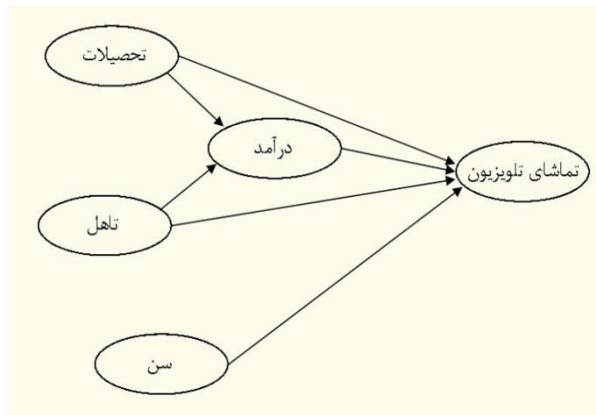 تحصیلات
درآمد
تماشای تلویزیون
تاهل
سن